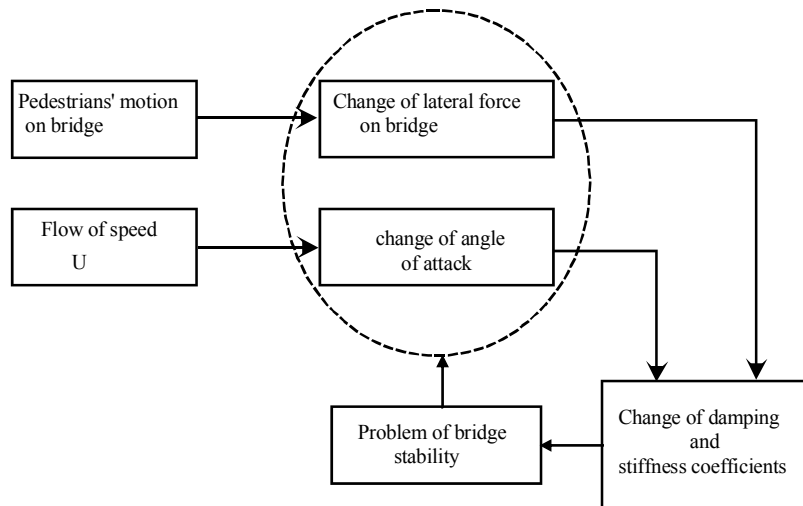 Pedestrians' motion
on bridge
Change of lateral force
on bridge
Flow of speed
U
change of angle
of attack
Problem of bridge
stability
Change of damping
and
stiffness coefficients